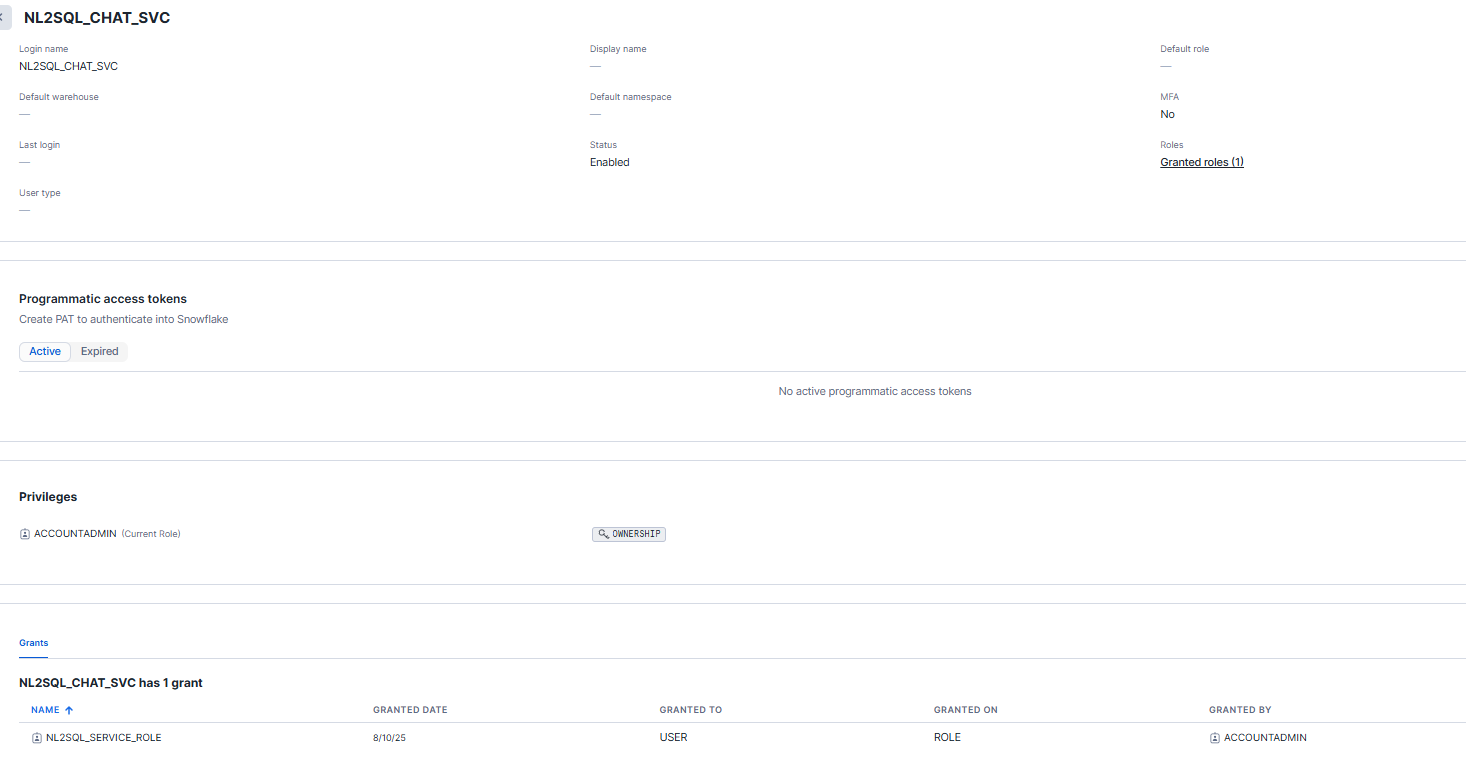 NL2SQL_CHAT_SVC
Login name Display name Default role
NL2SQL_CHAT_SVC — —
Default warehouse Default namespace MFA
— — No
Last login Status Roles
— Enabled Granted roles (1)
User type
—
Programmatic access tokens
Create PAT to authenticate into Snowflake
Active Expired
No active programmatic access tokens
Privileges
ACCOUNTADMIN (Current Role) OWNERSHIP
Grants
NL2SQL_CHAT_SVC has 1 grant
NAME GRANTED DATE GRANTED TO GRANTED ON GRANTED BY
NL2SQL_SERVICE_ROLE 8/10/25 USER ROLE ACCOUNTADMIN